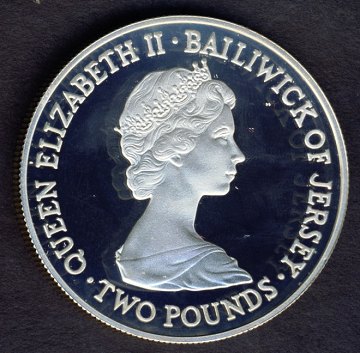 QUEEN ELIZABETH II · BAILIWICK OF JERSEY · TWO POUNDS ·